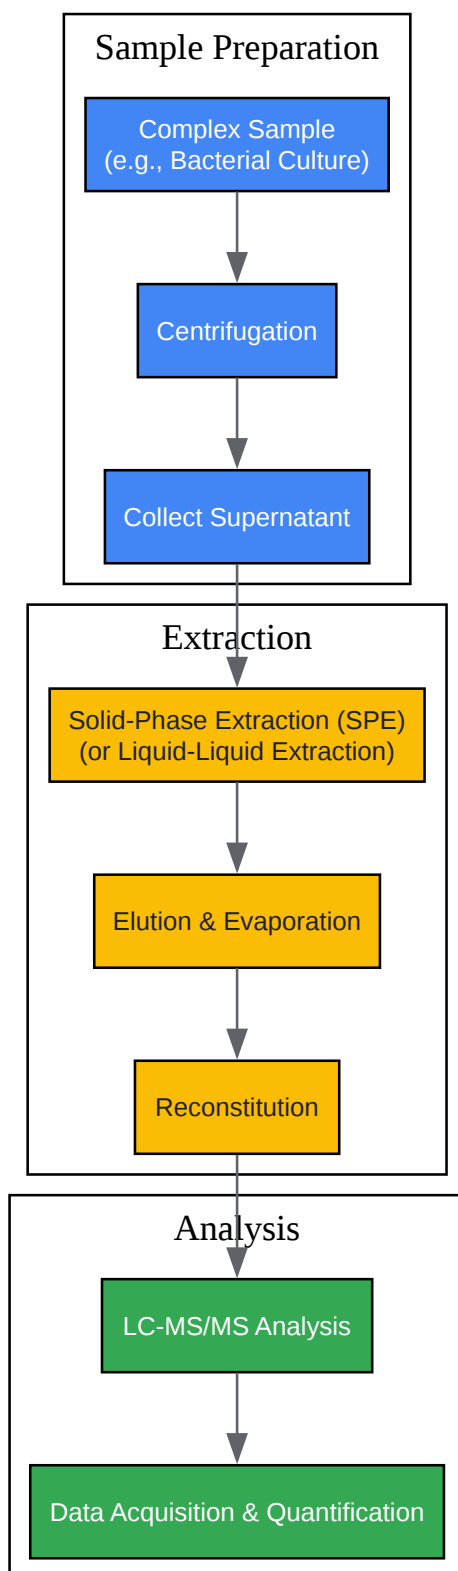 Sample Preparation
Complex Sample
(e.g., Bacterial Culture)
Centrifugation
Collect Supernatant
Extraction
Solid-Phase Extraction (SPE)
(or Liquid-Liquid Extraction)
Elution & Evaporation
Reconstitution
Analysis
LC-MS/MS Analysis
Data Acquisition & Quantification